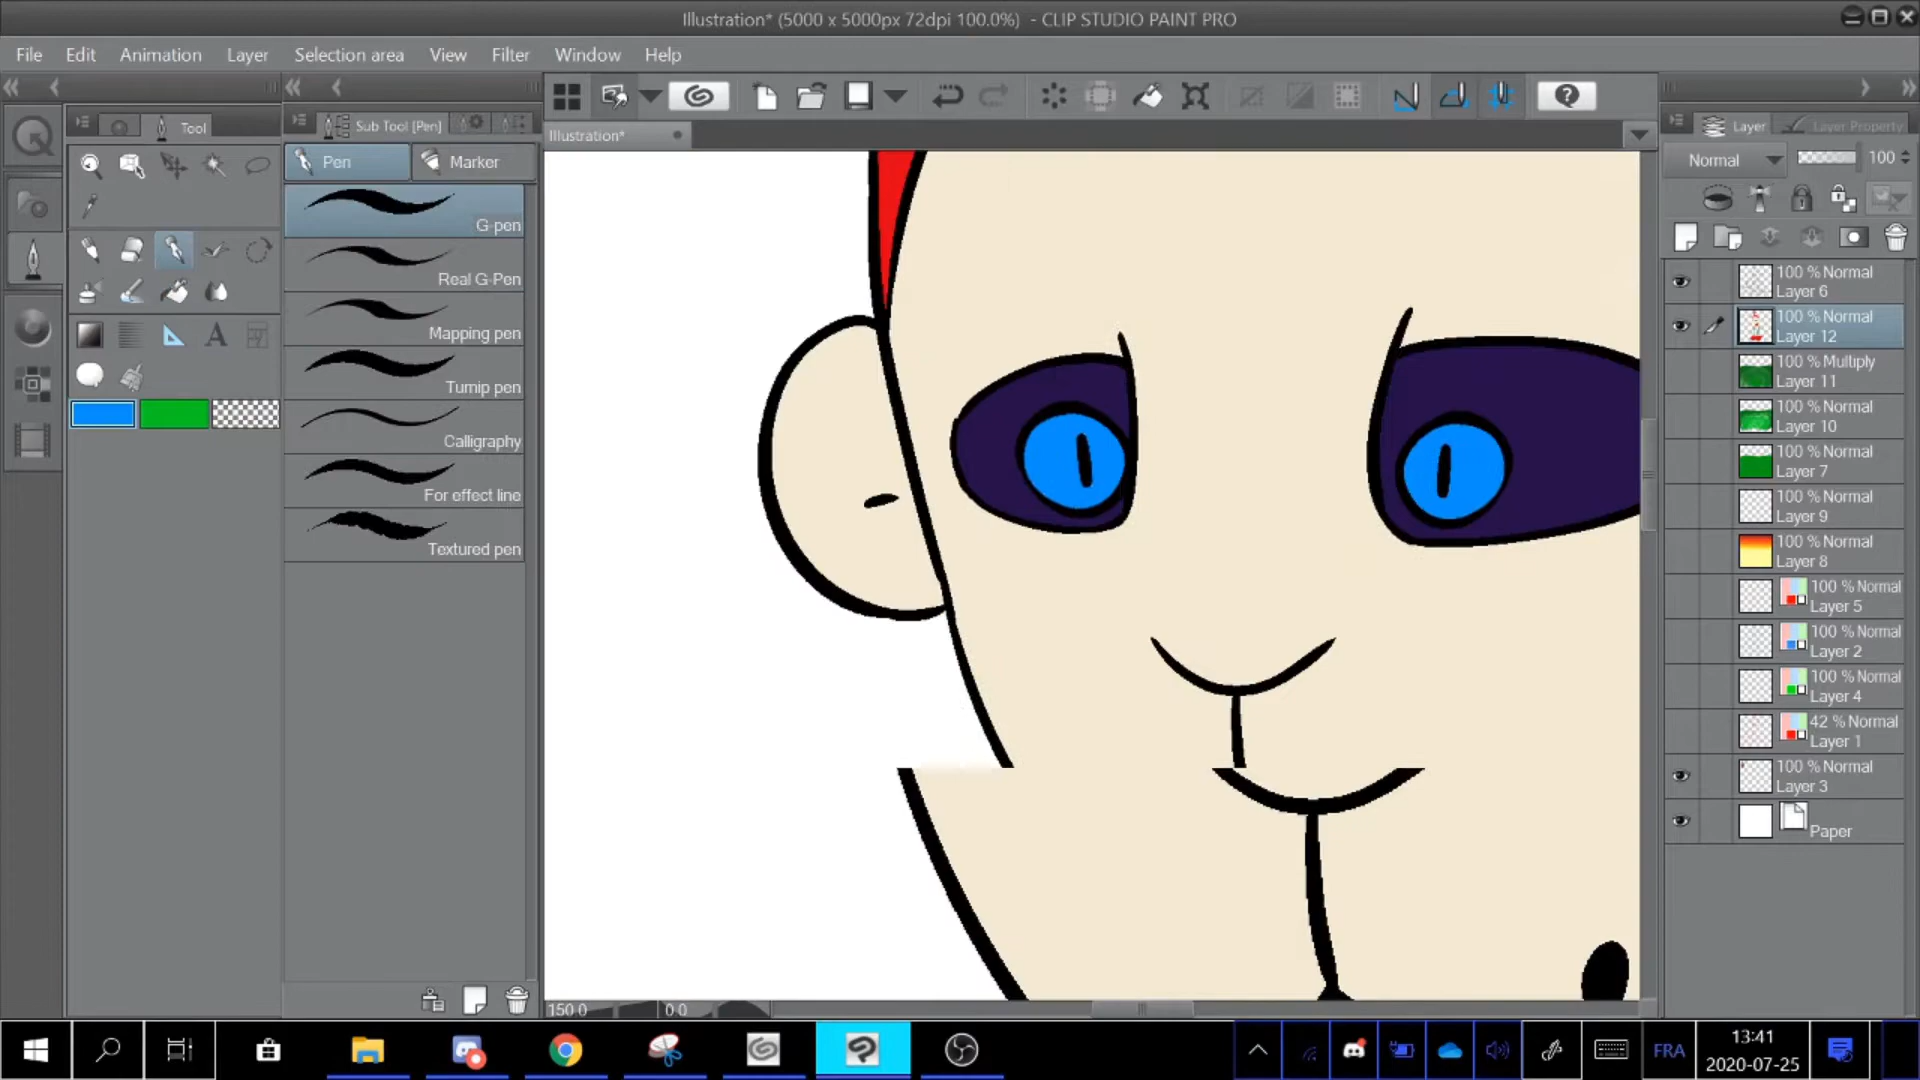 Illustration* (5000 x 5000px 72dpi 100.0%) - CLIP STUDIO PAINT PRO
File Edit Animation Layer Selection area View Filter Window Help
Tool
Sub Tool [Pen]
Illustration*
Layer
Layer Property
Pen
Marker
Normal
100
G-pen
Real G-Pen
Mapping pen
Turnip pen
Calligraphy
For effect line
Textured pen
100 % Normal
Layer 6
100 % Normal
Layer 12
100 % Multiply
Layer 11
100 % Normal
Layer 10
100 % Normal
Layer 7
100 % Normal
Layer 9
100 % Normal
Layer 8
100 % Normal
Layer 5
100 % Normal
Layer 2
100 % Normal
Layer 4
42 % Normal
Layer 1
100 % Normal
Layer 3
Paper
150.0
0.0
FRA
13:41
2020-07-25